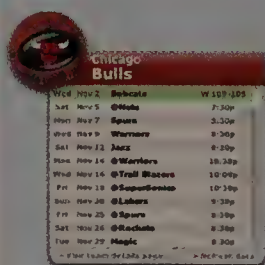 Chicago
Bulls
Wed Nov 2 Bobcats W 109-105
Sat Nov 5 @Nets 7:30p
Mon Nov 7 Spurs 8:30p
Wed Nov 9 Warriors 8:30p
Sat Nov 12 Jazz 8:30p
Mon Nov 14 @Warriors 10:30p
Wed Nov 16 @Trail Blazers 10:00p
Fri Nov 18 @SuperSonics 10:30p
Sun Nov 20 @Lakers 9:30p
Fri Nov 25 @Spurs 8:30p
Sat Nov 26 @Rockets 8:30p
Tue Nov 29 Magic 8:30p